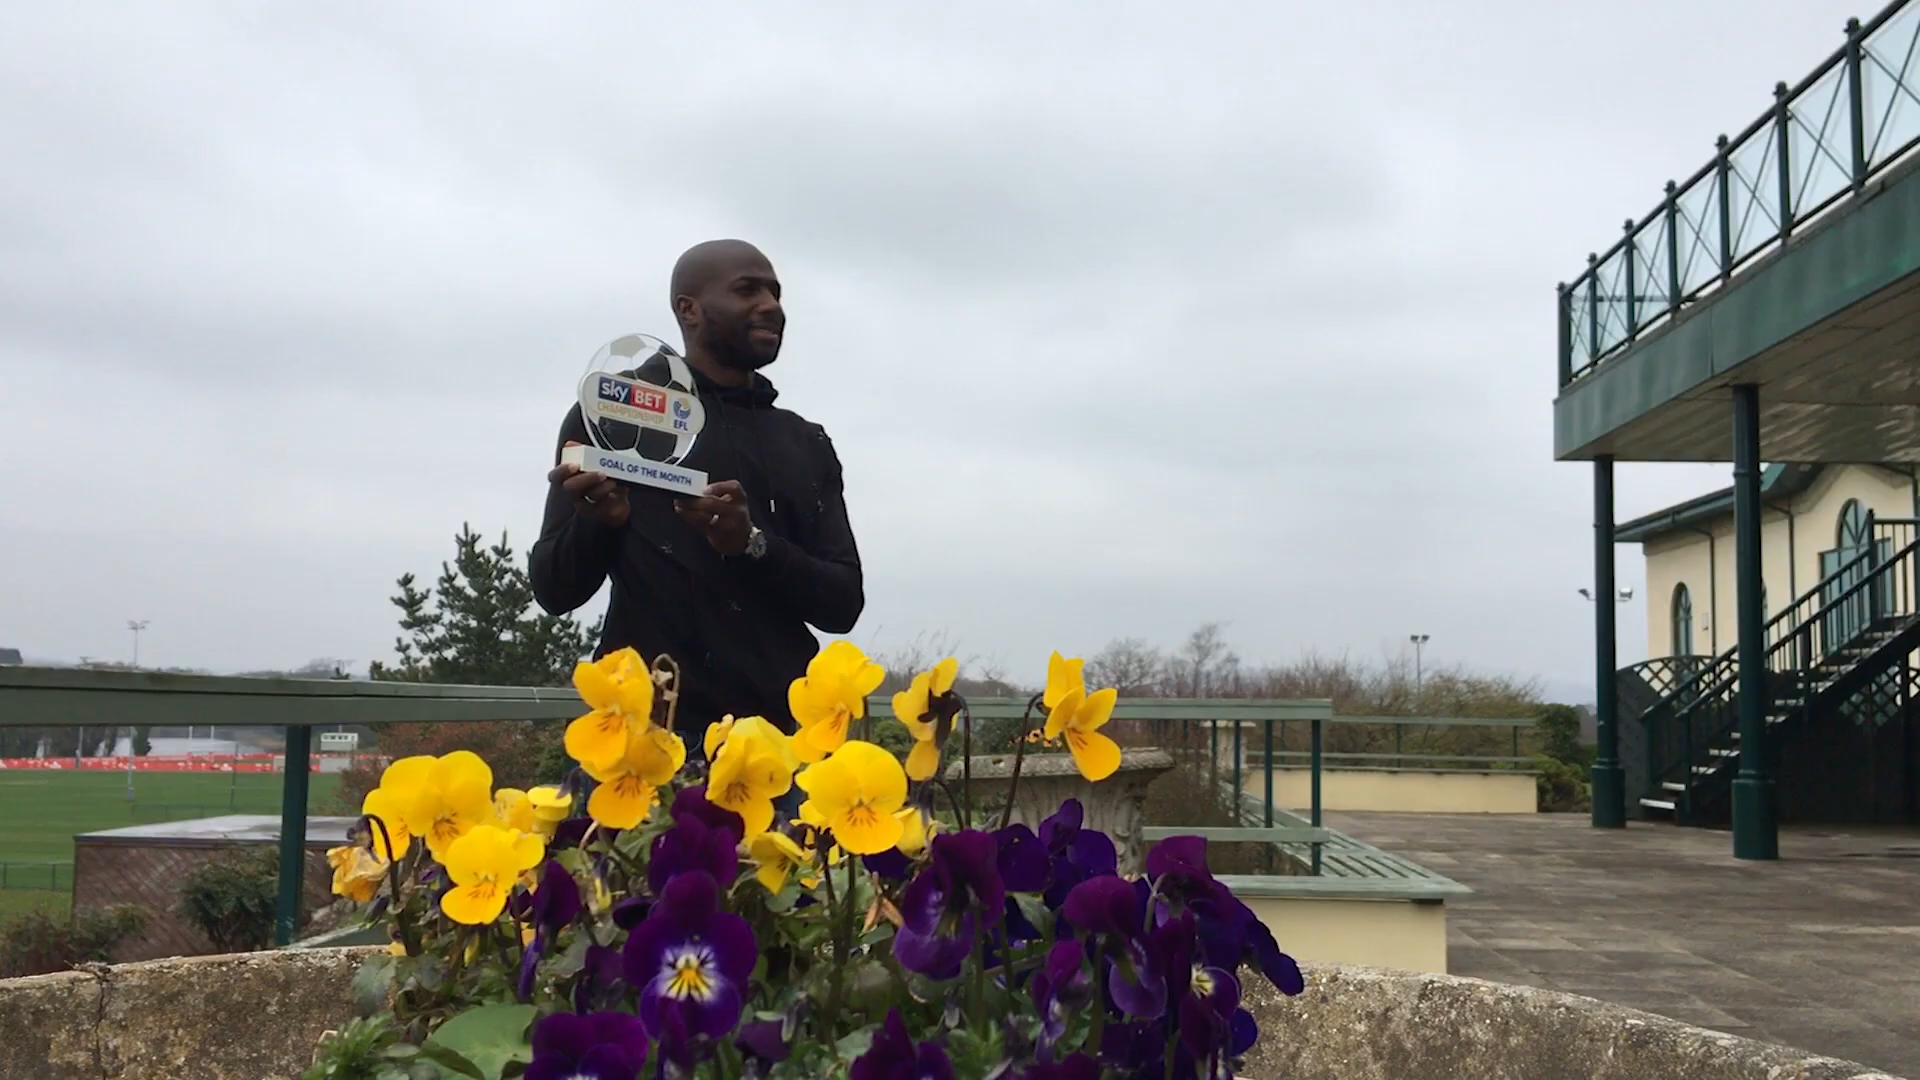 sky BET
CHAMPIONSHIP
EFL
GOAL OF THE MONTH